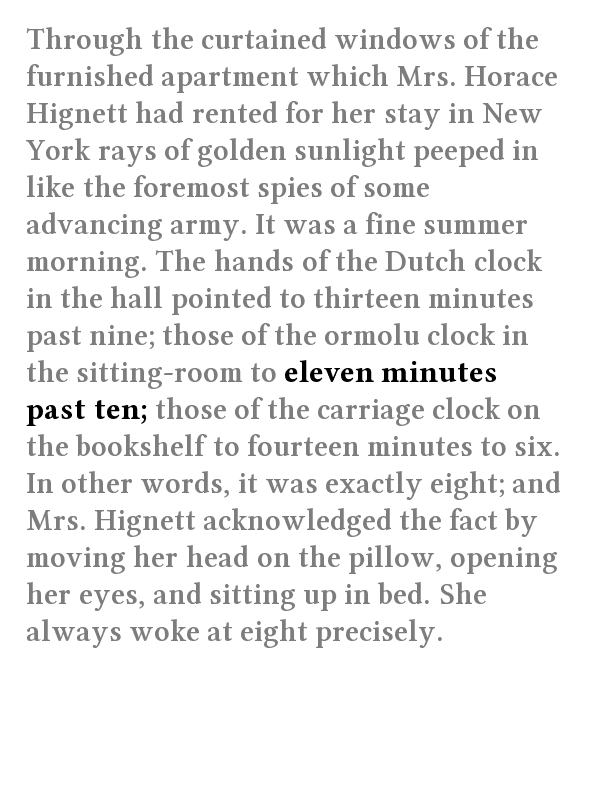 Through the curtained windows of the
furnished apartment which Mrs. Horace
Hignett had rented for her stay in New
York rays of golden sunlight peeped in
like the foremost spies of some
advancing army. It was a fine summer
morning. The hands of the Dutch clock
in the hall pointed to thirteen minutes
past nine; those of the ormolu clock in
the sitting-room to eleven minutes
past ten; those of the carriage clock on
the bookshelf to fourteen minutes to six.
In other words, it was exactly eight; and
Mrs. Hignett acknowledged the fact by
moving her head on the pillow, opening
her eyes, and sitting up in bed. She
always woke at eight precisely.